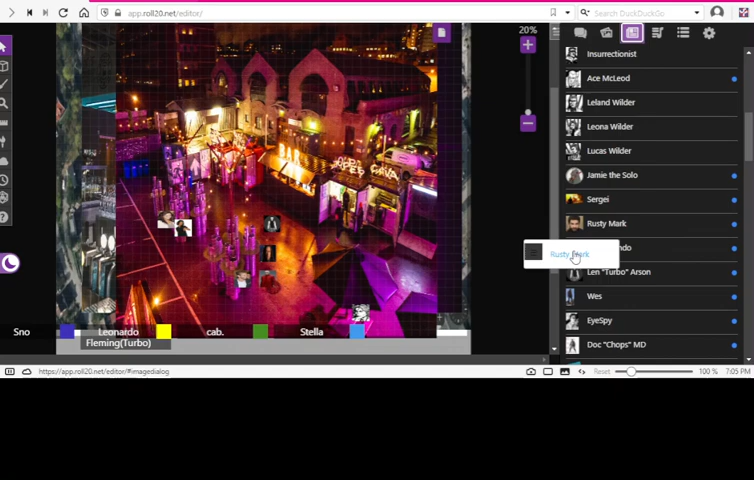 app.roll20.net/editor/
Search DuckDuckGo
20%
BAR
Insurrectionist
Ace McLeod
Leland Wilder
Leona Wilder
Lucas Wilder
Jamie the Solo
Sergei
Rusty Mark
Rusty Mark
Len "Turbo" Arson
Wes
EyeSpy
Doc "Chops" MD
Sno
Leonardo
Fleming(Turbo)
cab.
Stella
https://app.roll20.net/editor/#imagedialog
Reset
100 %
7:05 PM